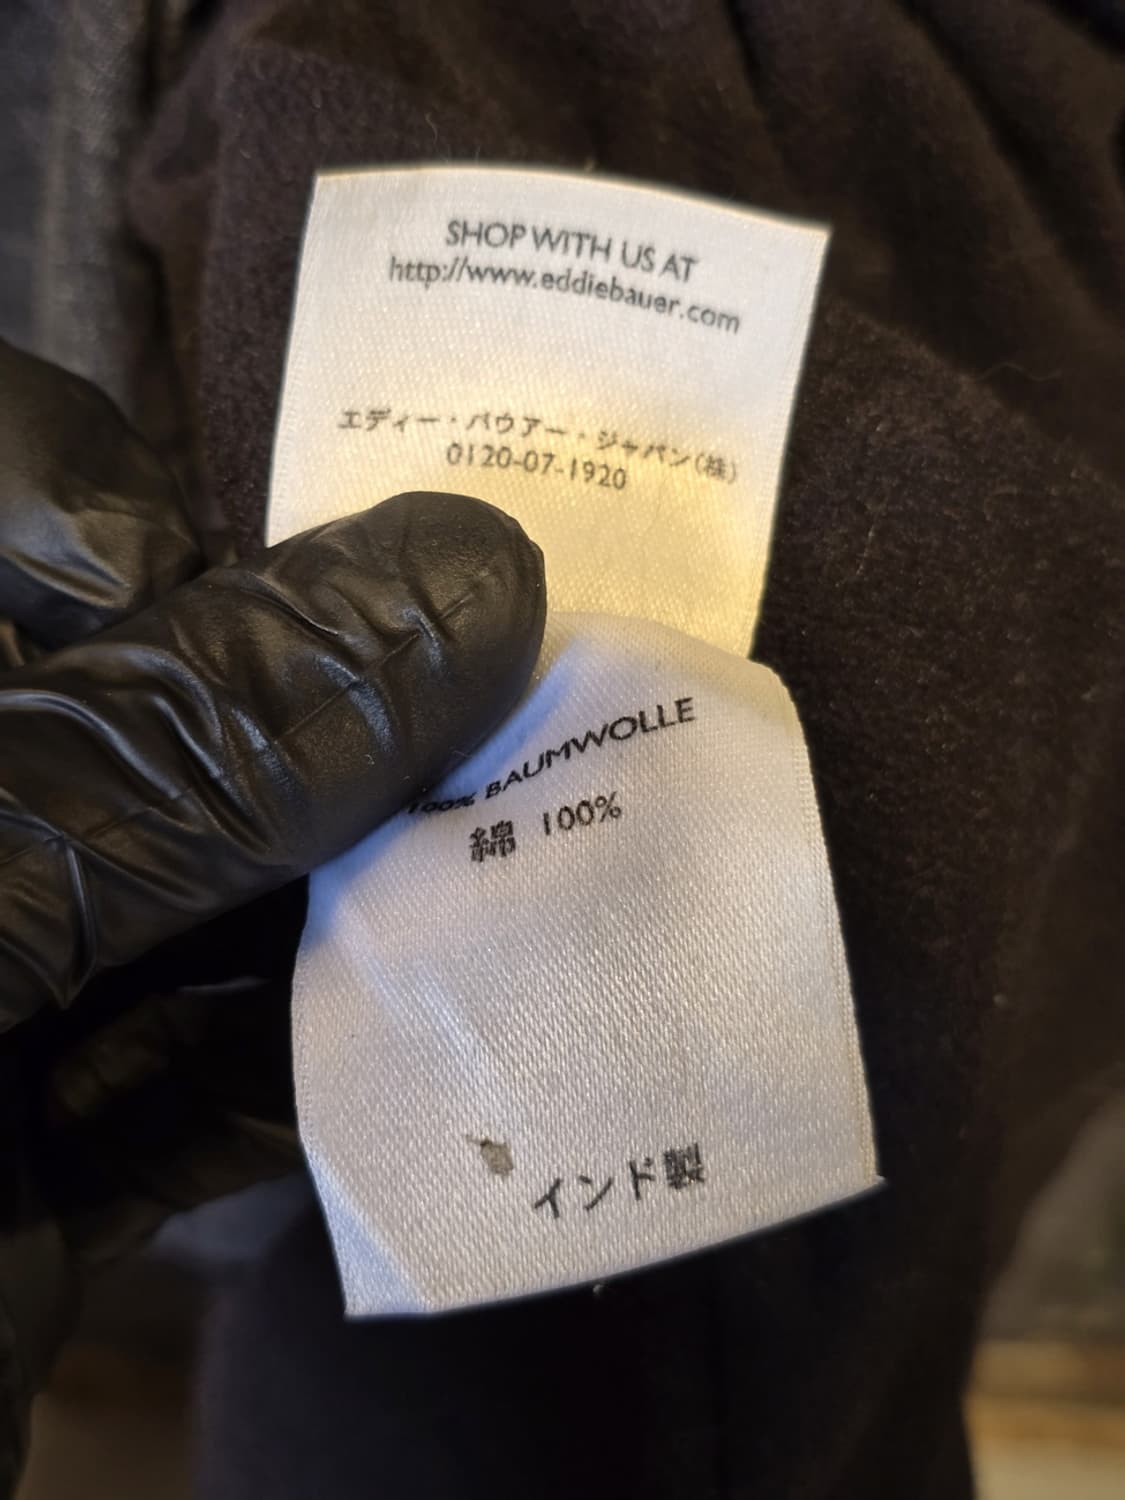 SHOP WITH US AT
http://www.eddiebauer.com
エディー・バウアー・ジャパン(株)
0120-07-1920
100% BAUMWOLLE
綿 100%
インド製